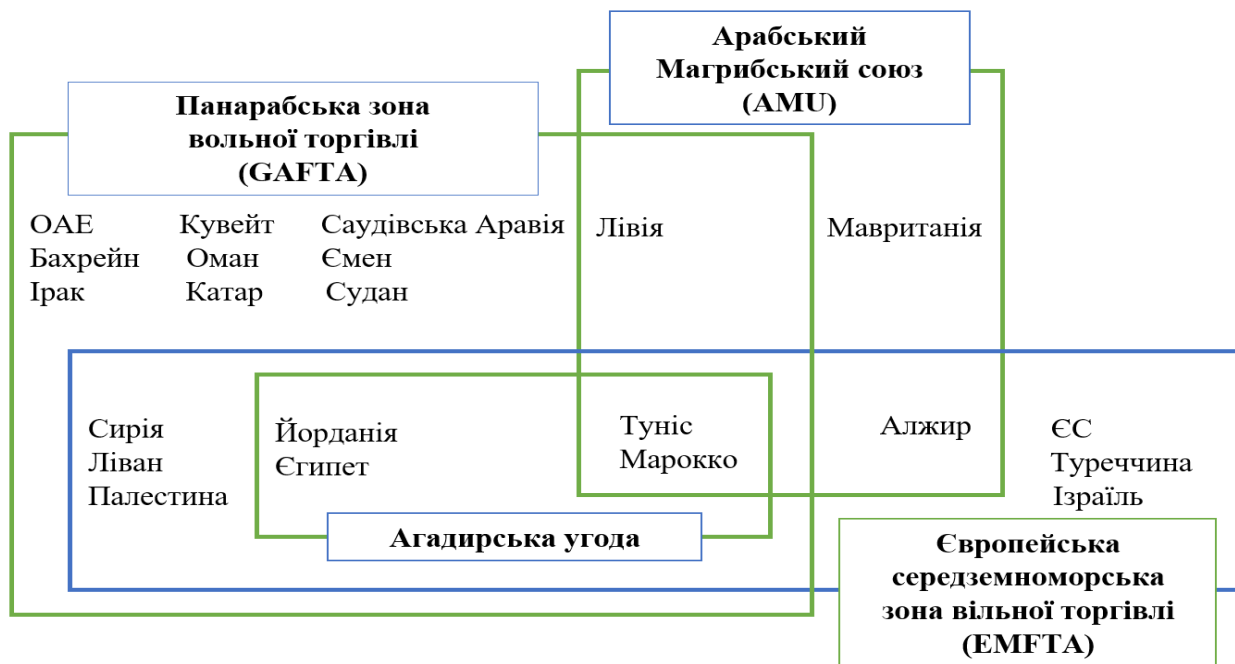 Арабський
Магрибський союз
(AMU)
Панарабська зона
вольної торгівлі
(GAFTA)
ОАЕ Кувейт Саудівська Аравія Лівія Мавританія
Бахрейн Оман Ємен
Ірак Катар Судан
Сирія Йорданія Туніс Алжир ЄС
Ліван Єгипет Марокко Туреччина
Палестина Ізраїль
Агадирська угода
Європейська
середземноморська
зона вільної торгівлі
(EMFTA)